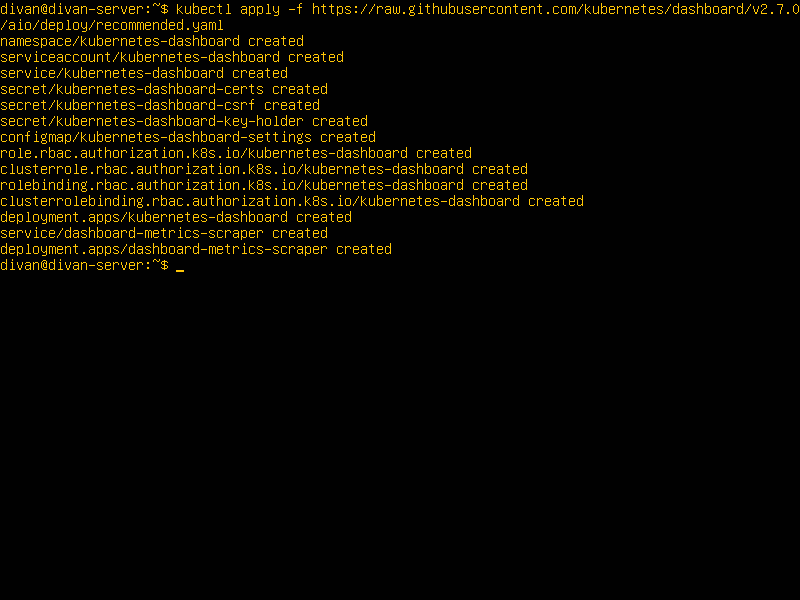 divan@divan-server:~$ kubectl apply -f https://raw.githubusercontent.com/kubernetes/dashboard/v2.7.0
/aio/deploy/recommended.yaml
namespace/kubernetes-dashboard created
serviceaccount/kubernetes-dashboard created
service/kubernetes-dashboard created
secret/kubernetes-dashboard-certs created
secret/kubernetes-dashboard-csrf created
secret/kubernetes-dashboard-key-holder created
configmap/kubernetes-dashboard-settings created
role.rbac.authorization.k8s.io/kubernetes-dashboard created
clusterrole.rbac.authorization.k8s.io/kubernetes-dashboard created
rolebinding.rbac.authorization.k8s.io/kubernetes-dashboard created
clusterrolebinding.rbac.authorization.k8s.io/kubernetes-dashboard created
deployment.apps/kubernetes-dashboard created
service/dashboard-metrics-scraper created
deployment.apps/dashboard-metrics-scraper created
divan@divan-server:~$ _